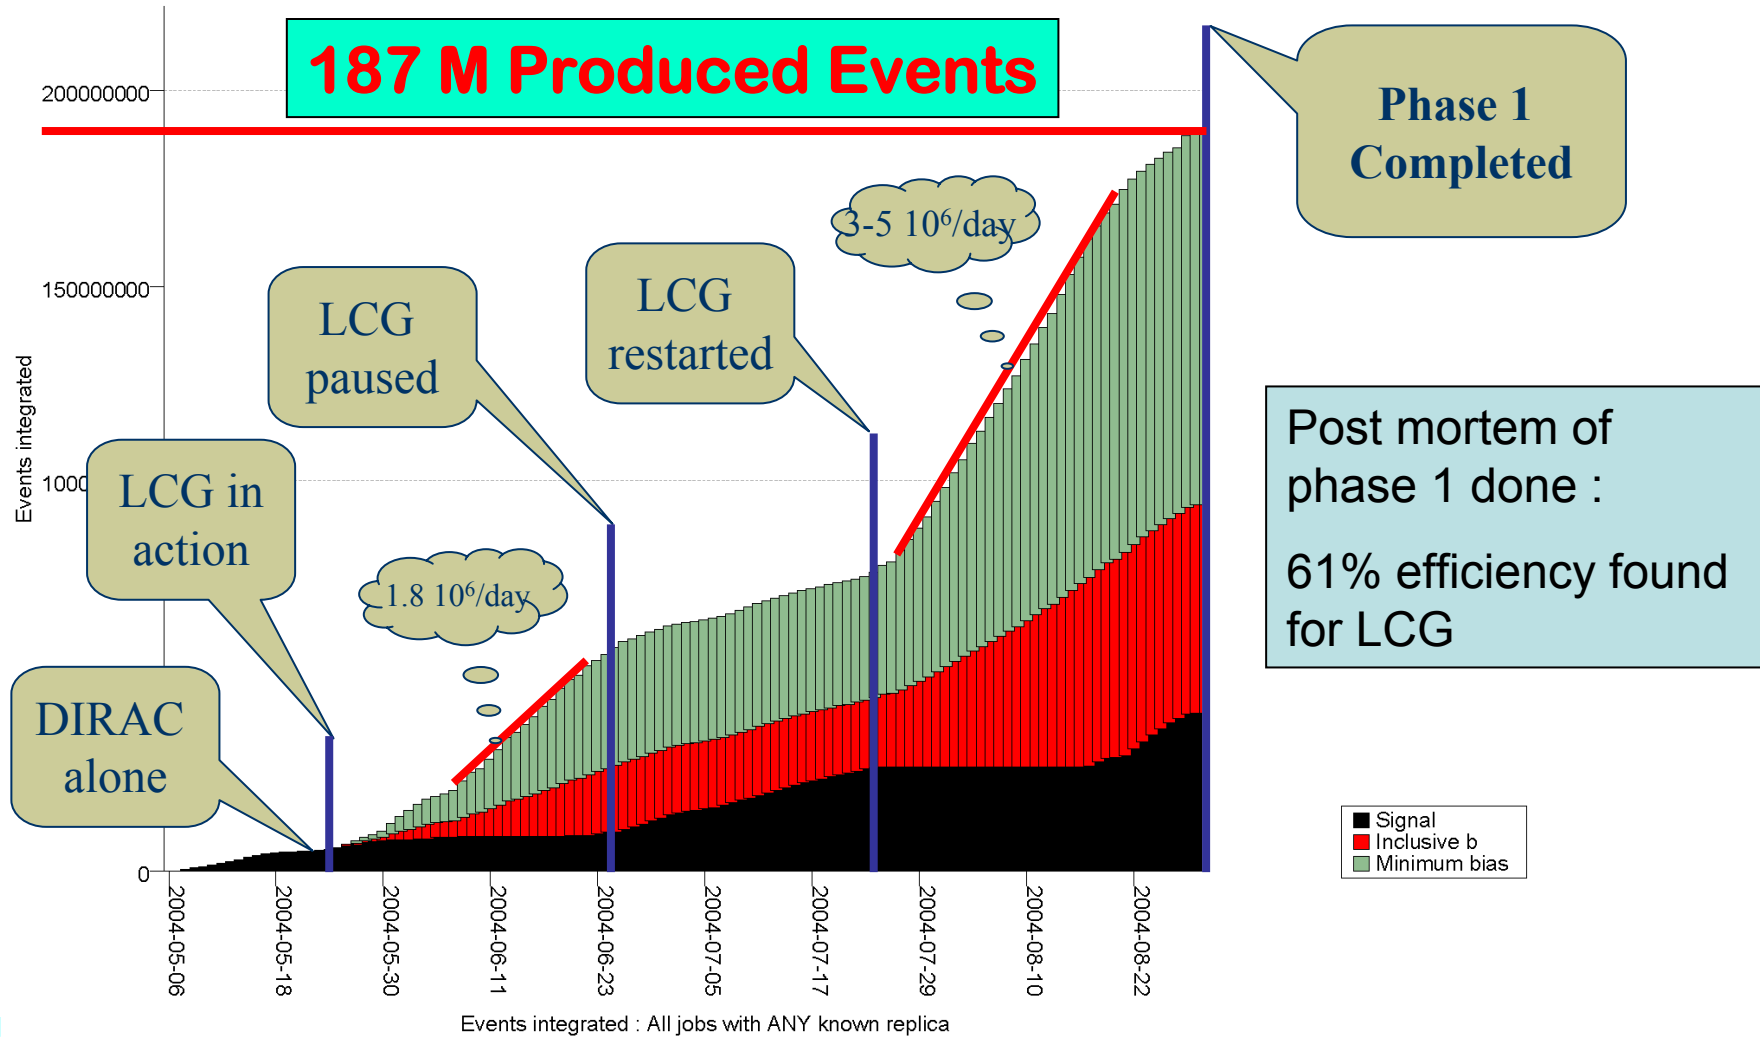 187 M Produced Events
Phase 1
Completed
200000000
150000000
1000
0
Events integrated
3-5 10⁶/day
LCG
restarted
LCG
paused
LCG in
action
1.8 10⁶/day
DIRAC
alone
Post mortem of
phase 1 done :
61% efficiency found
for LCG
Signal
Inclusive b
Minimum bias
2004-05-06
2004-05-18
2004-05-30
2004-06-11
2004-06-23
2004-07-05
2004-07-17
2004-07-29
2004-08-10
2004-08-22
Events integrated : All jobs with ANY known replica